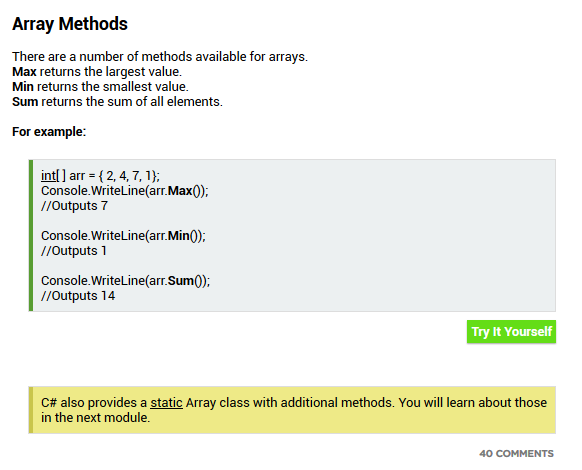 Array Methods
There are a number of methods available for arrays.
Max returns the largest value.
Min returns the smallest value.
Sum returns the sum of all elements.
For example:
int[ ] arr = { 2, 4, 7, 1};
Console.WriteLine(arr.Max());
//Outputs 7
Console.WriteLine(arr.Min());
//Outputs 1
Console.WriteLine(arr.Sum());
//Outputs 14
Try It Yourself
C# also provides a static Array class with additional methods. You will learn about those
in the next module.
40 COMMENTS